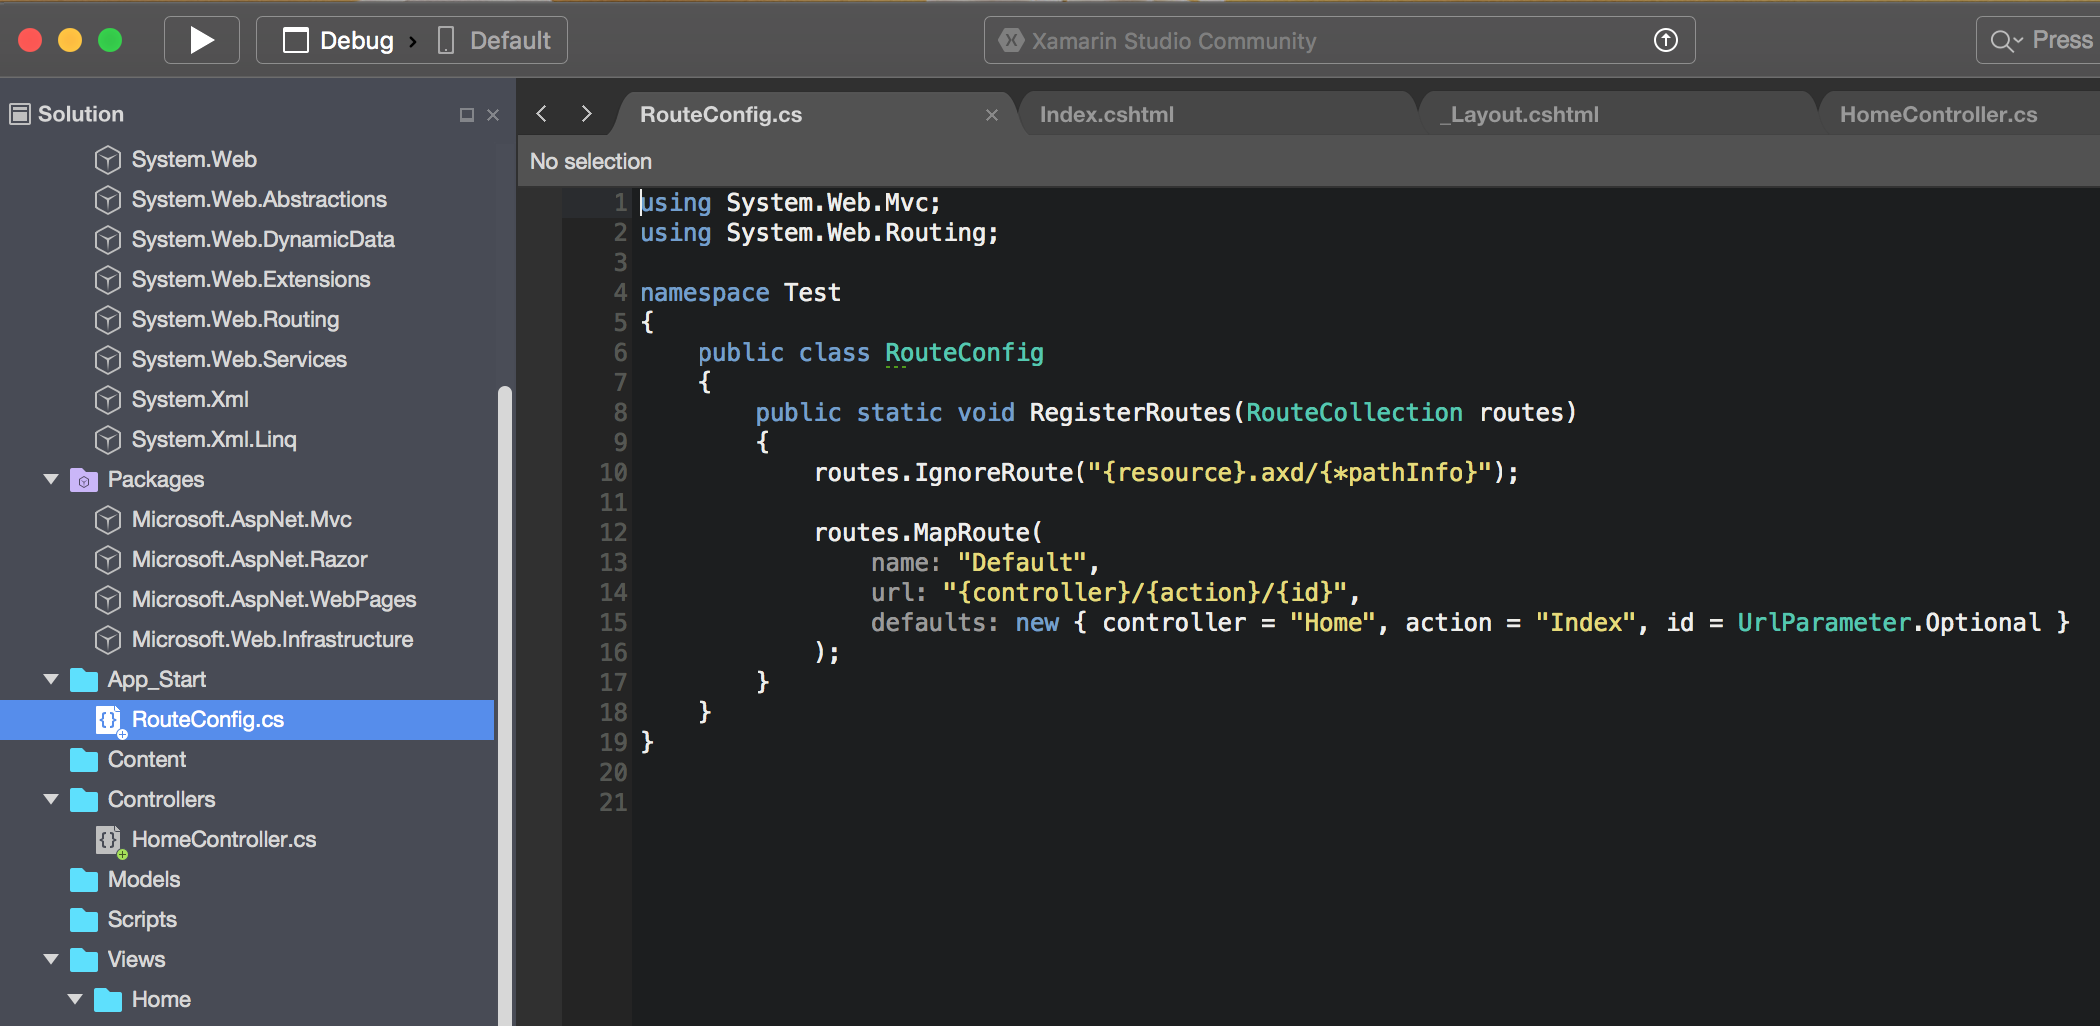 Debug › Default
Xamarin Studio Community
Press
Solution
System.Web
System.Web.Abstractions
System.Web.DynamicData
System.Web.Extensions
System.Web.Routing
System.Web.Services
System.Xml
System.Xml.Linq
Packages
Microsoft.AspNet.Mvc
Microsoft.AspNet.Razor
Microsoft.AspNet.WebPages
Microsoft.Web.Infrastructure
App_Start
RouteConfig.cs
Content
Controllers
HomeController.cs
Models
Scripts
Views
Home
RouteConfig.cs Index.cshtml _Layout.cshtml HomeController.cs
No selection
1 using System.Web.Mvc;
2 using System.Web.Routing;
3
4 namespace Test
5 {
6     public class RouteConfig
7     {
8         public static void RegisterRoutes(RouteCollection routes)
9         {
10             routes.IgnoreRoute("{resource}.axd/{*pathInfo}");
11
12             routes.MapRoute(
13                 name: "Default",
14                 url: "{controller}/{action}/{id}",
15                 defaults: new { controller = "Home", action = "Index", id = UrlParameter.Optional }
16             );
17         }
18     }
19 }
20
21